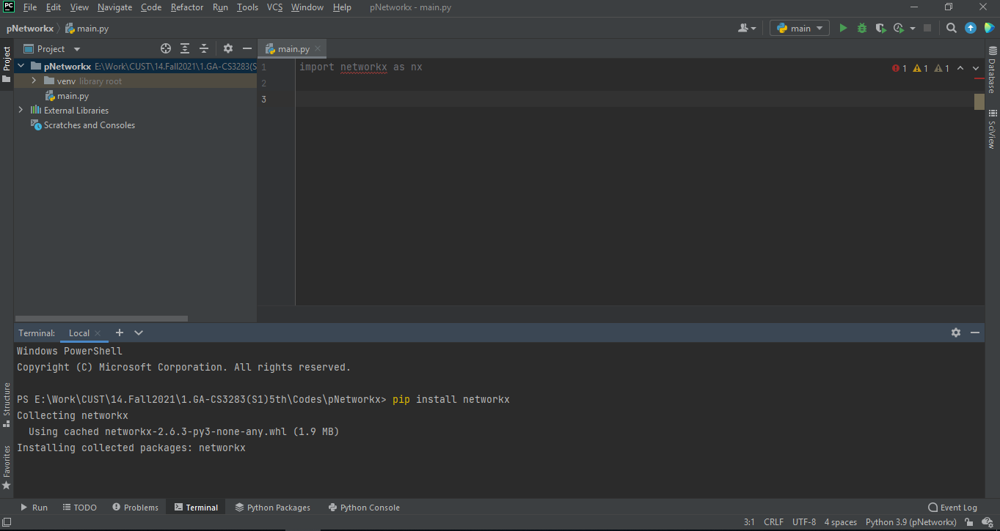 PC File Edit View Navigate Code Refactor Run Tools VCS Window Help pNetworkx - main.py
pNetworkx main.py main
Project
Project
main.py
pNetworkx E:\Work\CUST\14.Fall2021\1.GA-CS3283(S
venv library root
main.py
External Libraries
Scratches and Consoles
1 import networkx as nx
2
3
1 1 1
Database
SciView
Terminal: Local
Windows PowerShell
Copyright (C) Microsoft Corporation. All rights reserved.
PS E:\Work\CUST\14.Fall2021\1.GA-CS3283(S1)5th\Codes\pNetworkx> pip install networkx
Collecting networkx
Using cached networkx-2.6.3-py3-none-any.whl (1.9 MB)
Installing collected packages: networkx
Structure
Favorites
Run TODO Problems Terminal Python Packages Python Console Event Log
3:1 CRLF UTF-8 4 spaces Python 3.9 (pNetworkx)